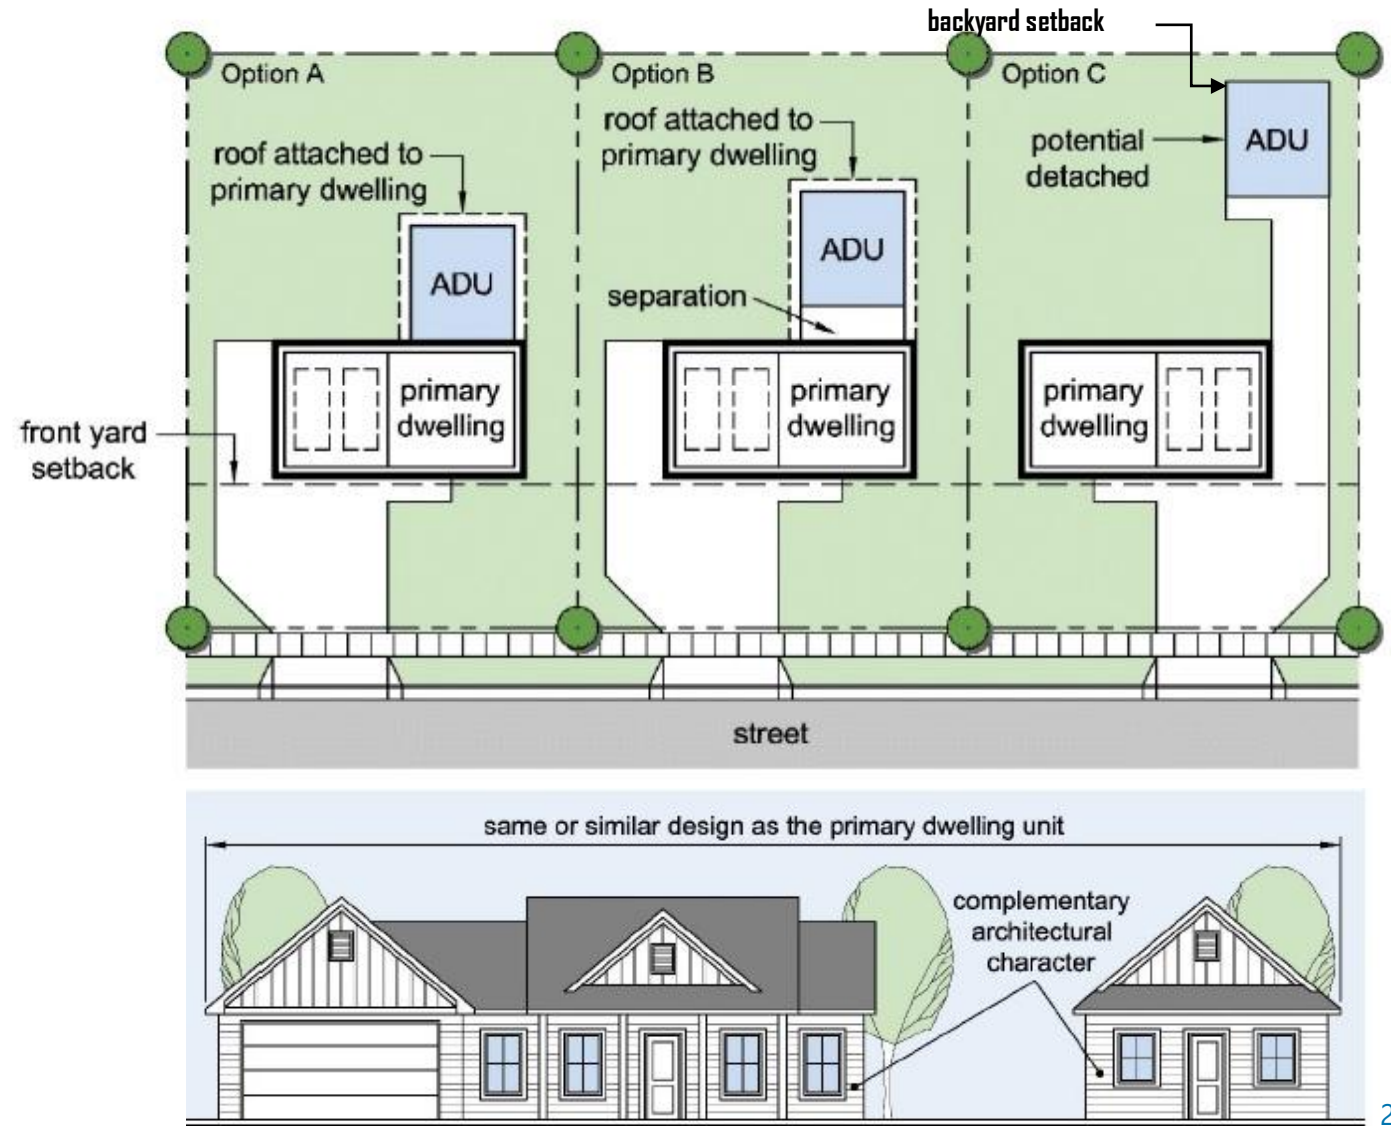 backyard setback
Option A
Option B
Option C
roof attached to
primary dwelling
roof attached to
primary dwelling
potential
detached
ADU
ADU
ADU
separation
primary
dwelling
primary
dwelling
primary
dwelling
front yard
setback
street
same or similar design as the primary dwelling unit
complementary
architectural
character
2